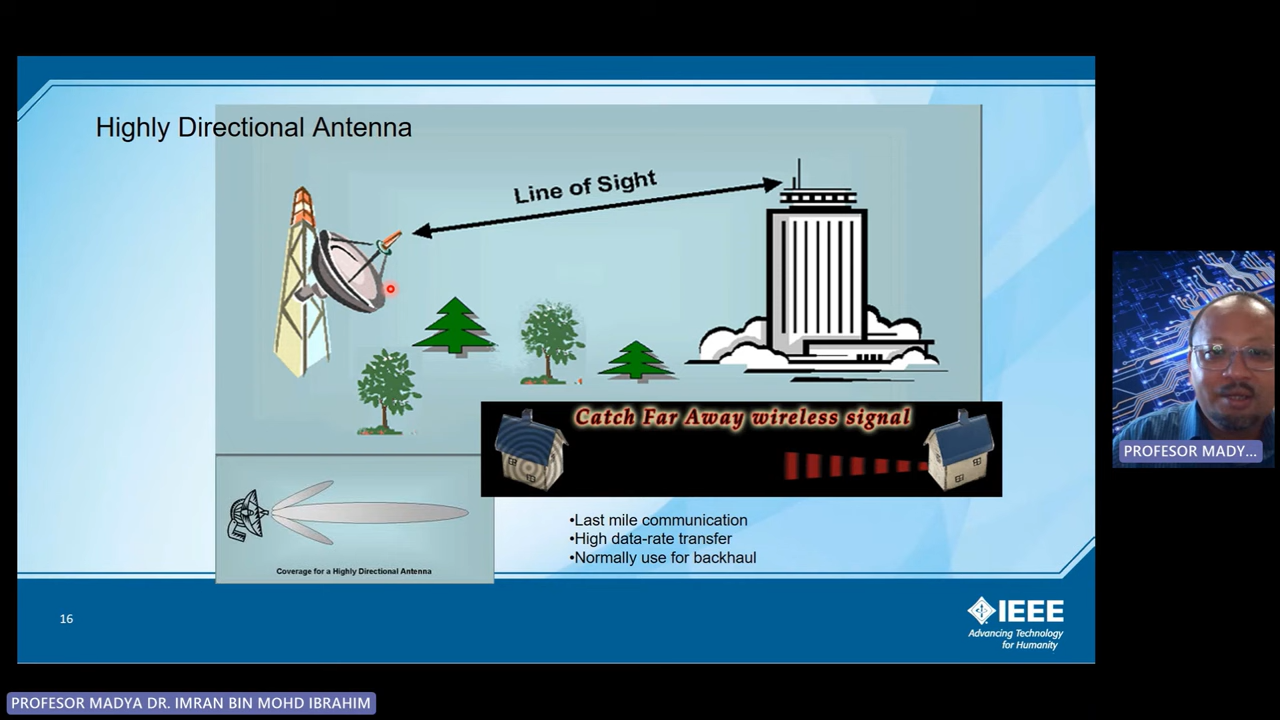 Highly Directional Antenna
Line of Sight
Catch Far Away wireless signal
Coverage for a Highly Directional Antenna
•Last mile communication
•High data-rate transfer
•Normally use for backhaul
16
IEEE
Advancing Technology
for Humanity
PROFESOR MADY...
PROFESOR MADYA DR. IMRAN BIN MOHD IBRAHIM